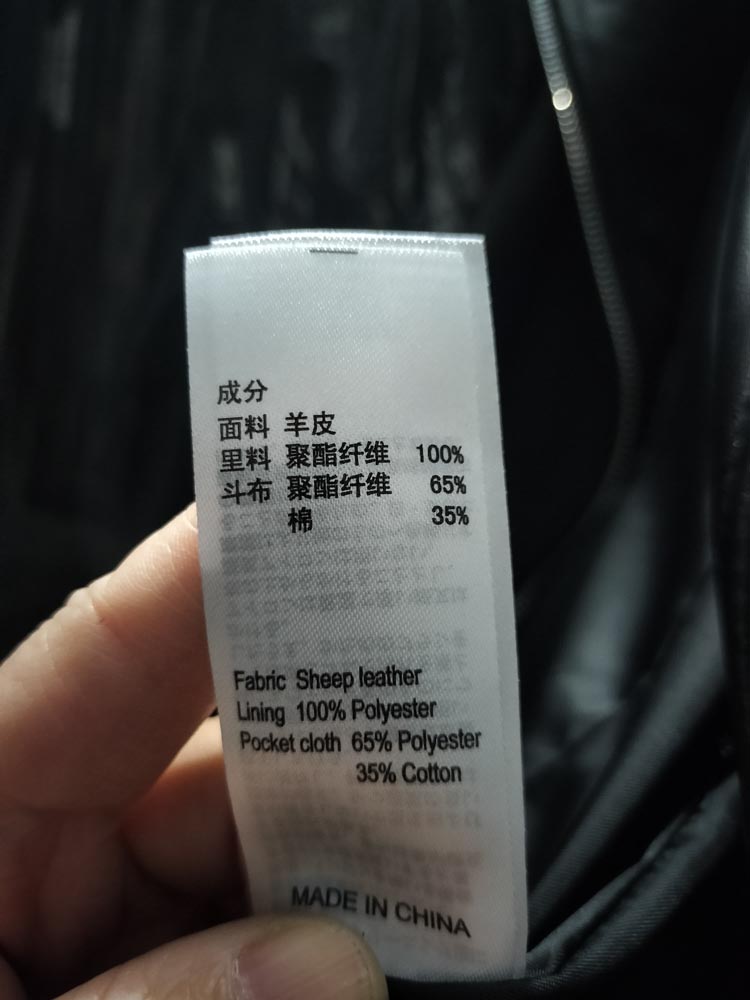 成分
面料 羊皮
里料 聚酯纤维 100%
斗布 聚酯纤维 65%
棉 35%
Fabric Sheep leather
Lining 100% Polyester
Pocket cloth 65% Polyester
35% Cotton
MADE IN CHINA